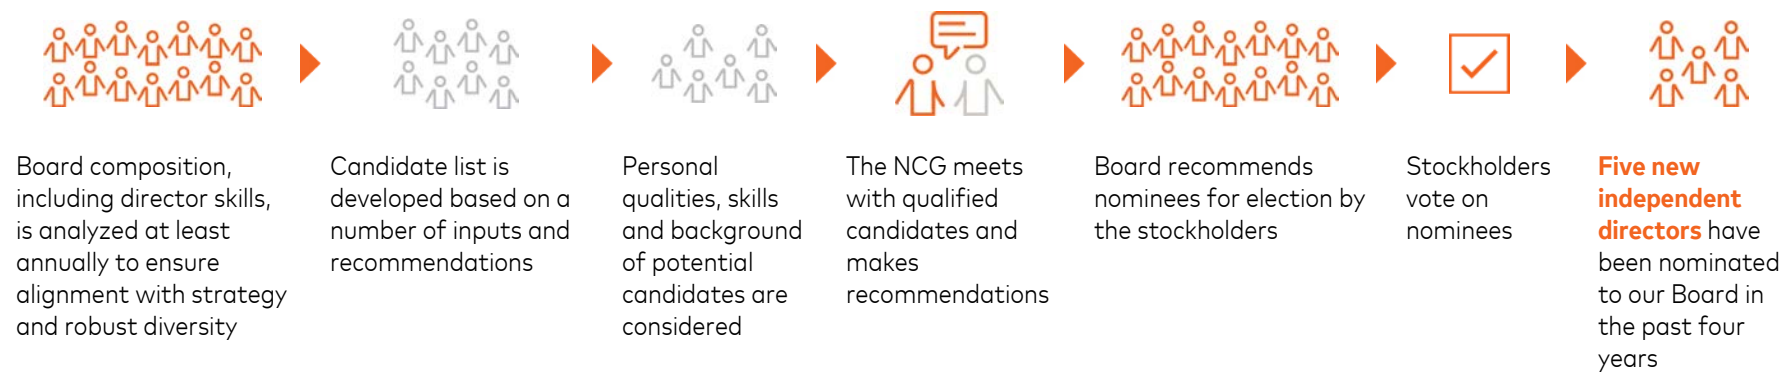 Board composition,
including director skills,
is analyzed at least
annually to ensure
alignment with strategy
and robust diversity
Candidate list is
developed based on a
number of inputs and
recommendations
Personal
qualities, skills
and background
of potential
candidates are
considered
The NCG meets
with qualified
candidates and
makes
recommendations
Board recommends
nominees for election by
the stockholders
Stockholders
vote on
nominees
Five new
independent
directors have
been nominated
to our Board in
the past four
years